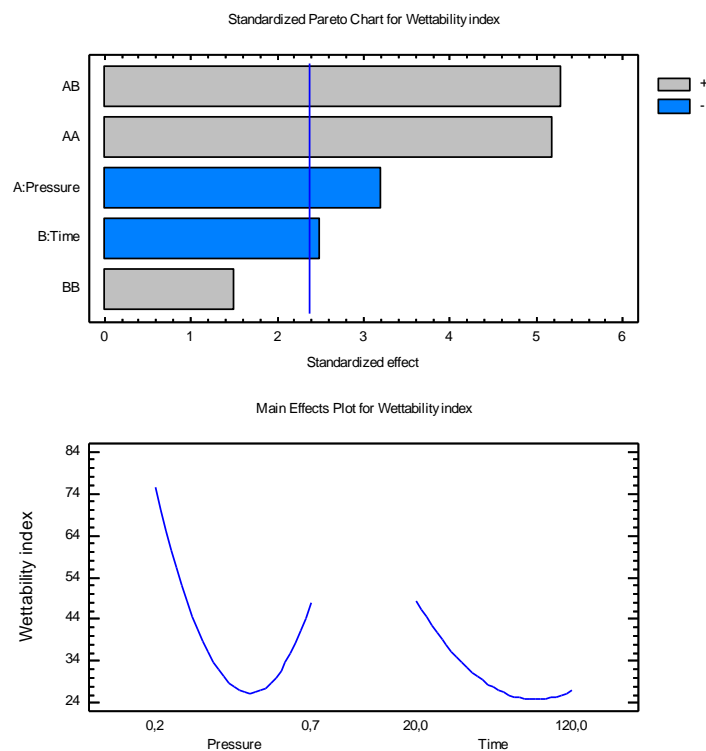 Standardized Pareto Chart for Wettability index
AB
AA
A:Pressure
B:Time
BB
+
-
0 1 2 3 4 5 6
Standardized effect
Main Effects Plot for Wettability index
84
74
64
54
44
34
24
Wettability index
0,2 0,7 20,0 120,0
Pressure Time